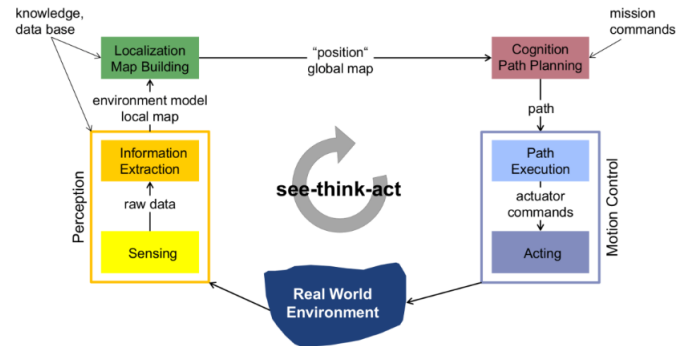 knowledge,
data base
Localization
Map Building
“position“
global map
Cognition
Path Planning
mission
commands
environment model
local map
path
Perception
Information
Extraction
raw data
Sensing
see-think-act
Path
Execution
actuator
commands
Acting
Motion Control
Real World
Environment